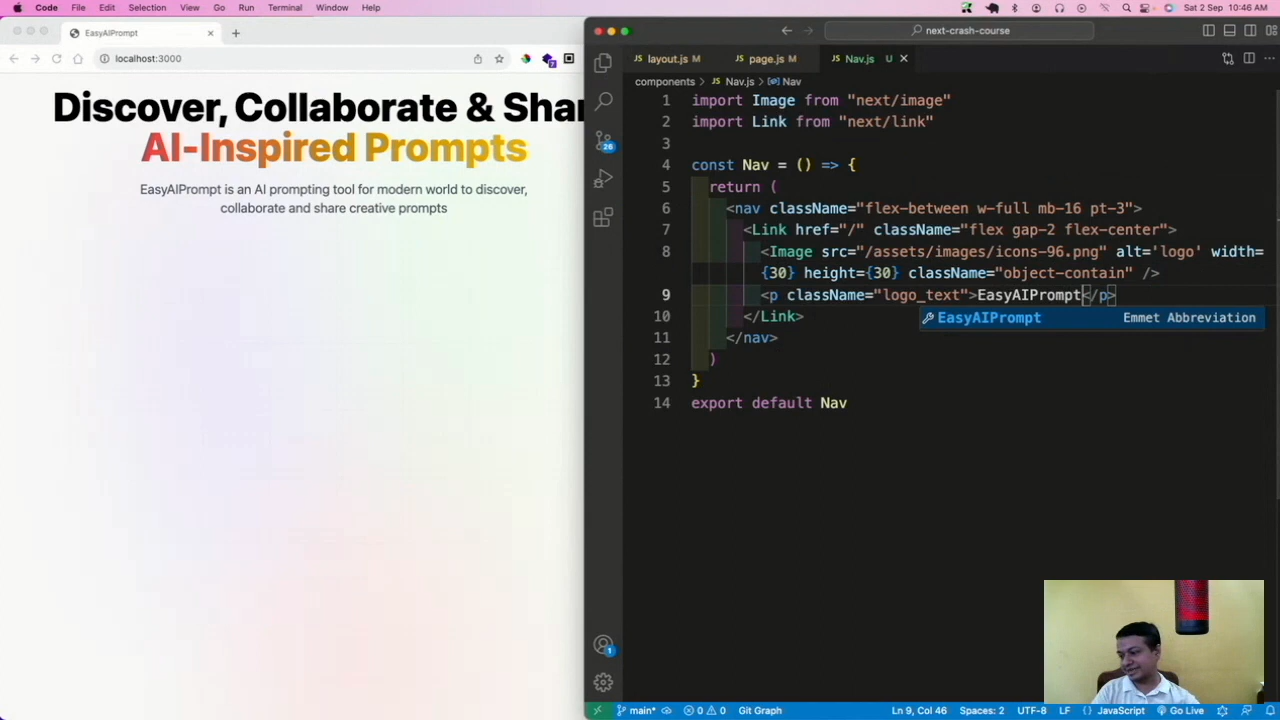 Code File Edit Selection View Go Run Terminal Window Help
Sat 2 Sep 10:46 AM
EasyAIPrompt
localhost:3000
7
Discover, Collaborate & Shar
AI-Inspired Prompts
EasyAIPrompt is an AI prompting tool for modern world to discover,
collaborate and share creative prompts
next-crash-course
JS layout.js M
JS page.js M
JS Nav.js U
components > JS Nav.js > Nav
26
1 import Image from "next/image"
2 import Link from "next/link"
3
4 const Nav = () => {
5 return (
6 <nav className="flex-between w-full mb-16 pt-3">
7 <Link href="/" className="flex gap-2 flex-center">
8 <Image src="/assets/images/icons-96.png" alt='logo' width=
{30} height={30} className="object-contain" />
9 <p className="logo_text">EasyAIPrompt</p>
EasyAIPrompt Emmet Abbreviation
10 </Link>
11 </nav>
12 )
13 }
14 export default Nav
1
main* 0 0 Git Graph Ln 9, Col 46 Spaces: 2 UTF-8 LF {} JavaScript Go Live